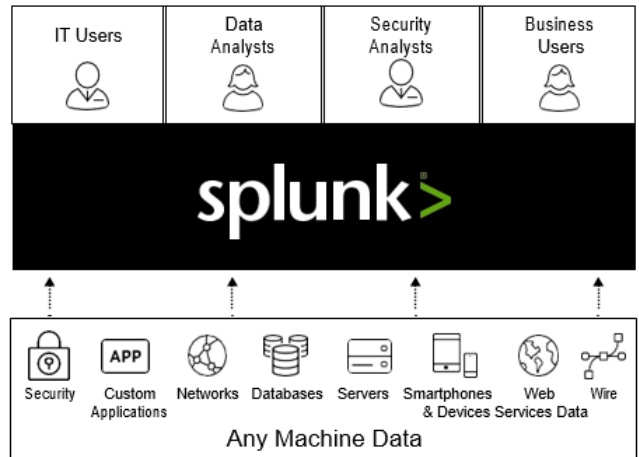 IT Users
Data
Analysts
Security
Analysts
Business
Users
splunk>®
Security
APP
Custom
Applications
Networks
Databases
Servers
Smartphones
& Devices
Web
Services
Wire
Data
Any Machine Data